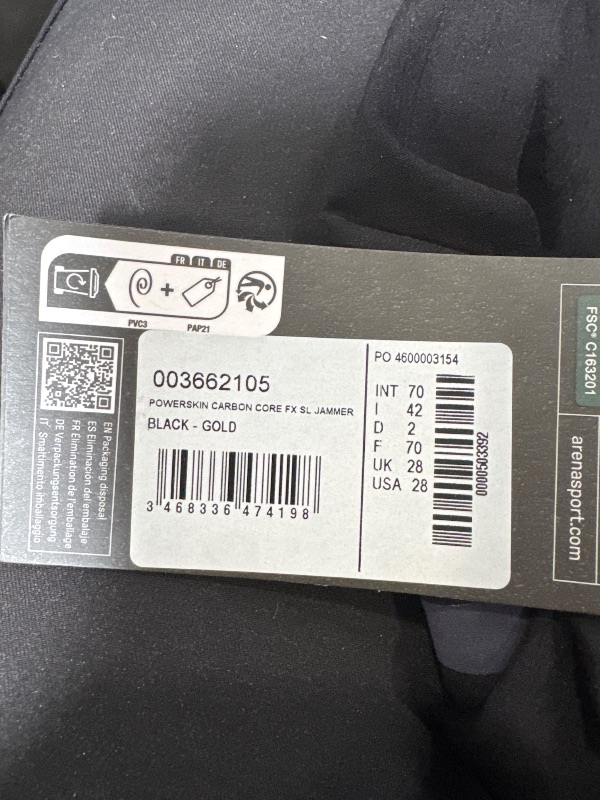 FR IT DE
+
PVC3
PAP21
EN Packaging disposal
ES Eliminación del embalaje
FR Elimination de l'emballage
DE Verpackungsentsorgung
IT Smaltimento imballaggio
003662105
POWERSKIN CARBON CORE FX SL JAMMER
BLACK - GOLD
3 468336 474198
PO 4600003154
INT 70
I 42
D 2
F 70
UK 28
USA 28
0000503392
FSC® C163201
arenasport.com